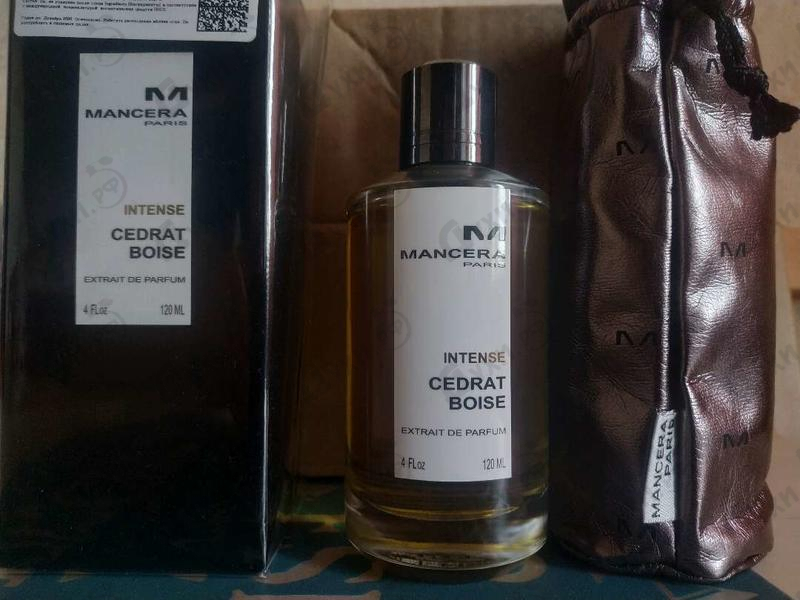 MANCERA
PARIS
INTENSE
CEDRAT
BOISE
EXTRAIT DE PARFUM
4 FLoz 120 ML
MANCERA
PARIS
INTENSE
CEDRAT
BOISE
EXTRAIT DE PARFUM
4 FLoz 120 ML
MANCERA
PARIS